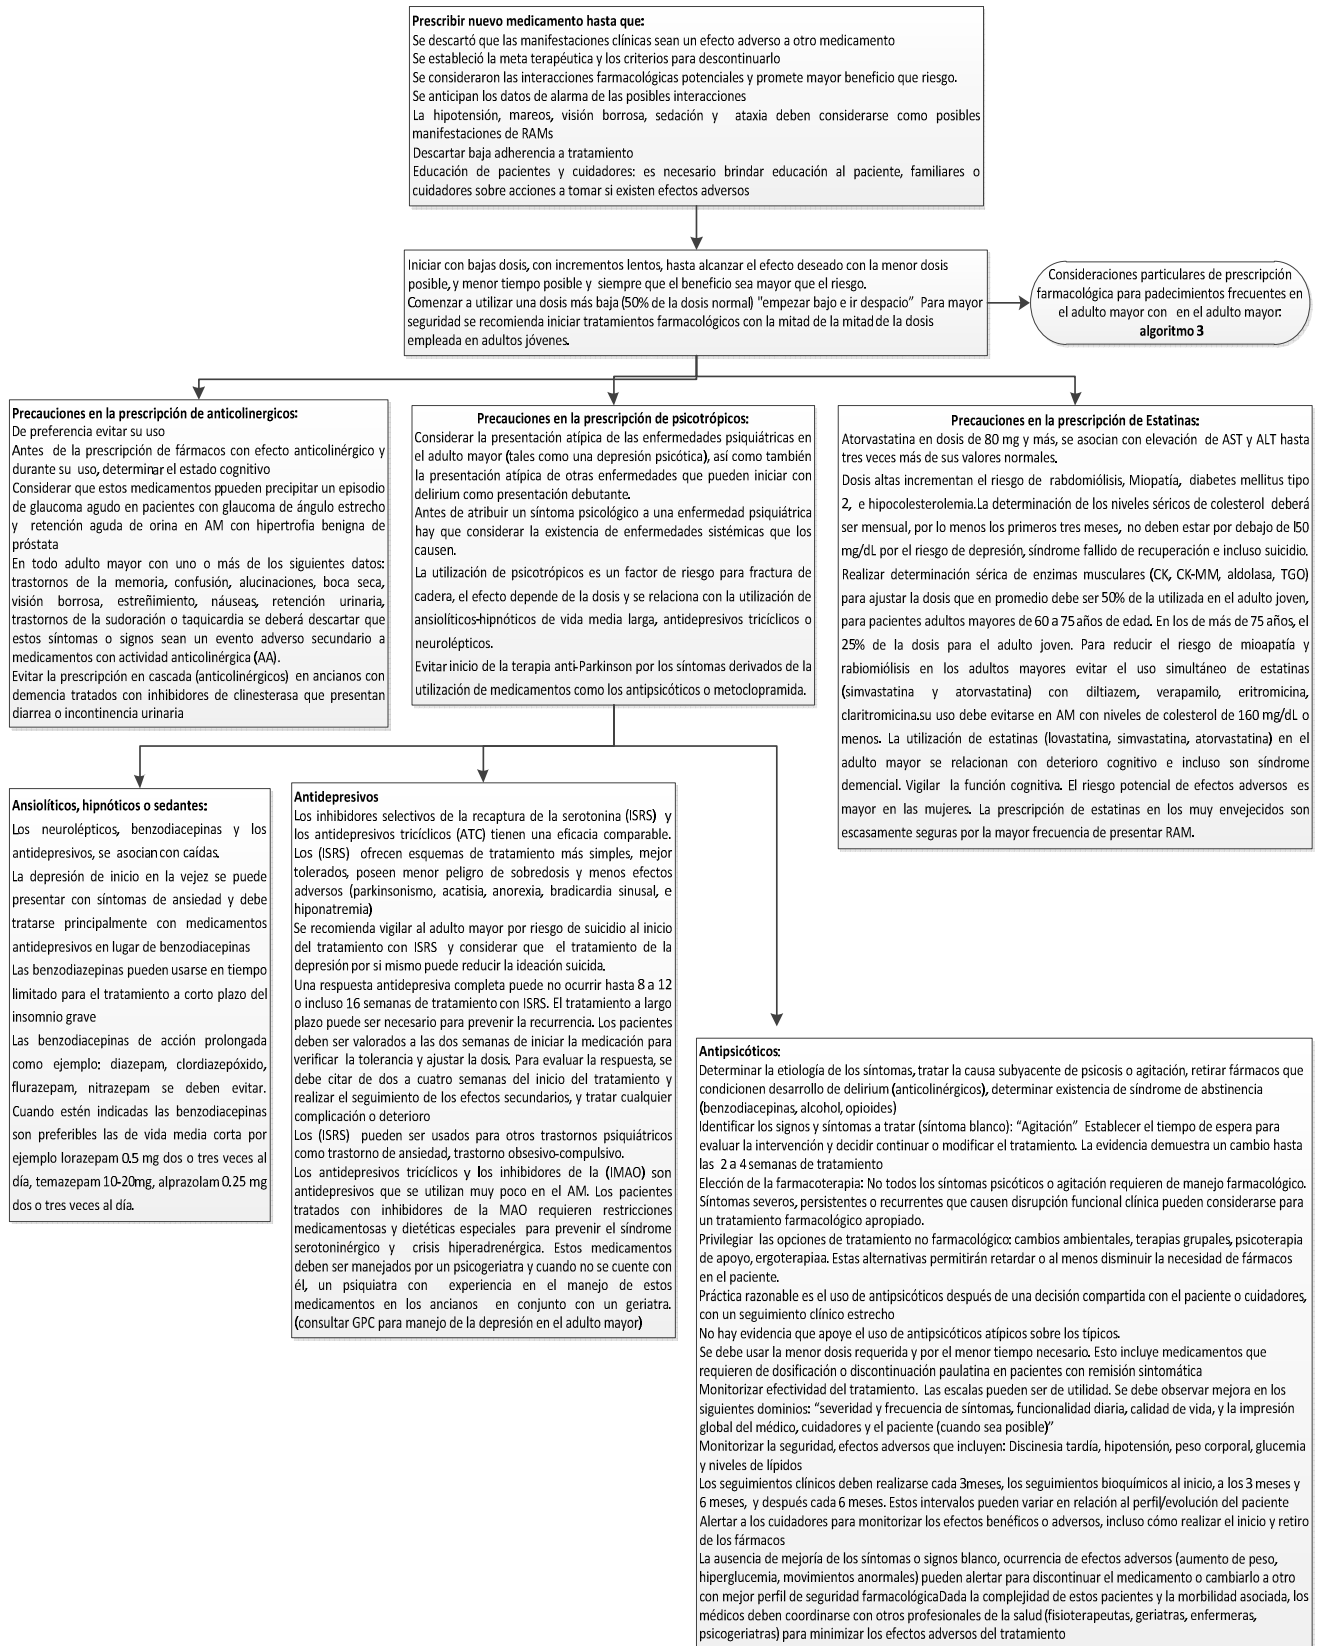 Prescribir nuevo medicamento hasta que:
Se descartó que las manifestaciones clínicas sean un efecto adverso a otro medicamento
Se estableció la meta terapéutica y los criterios para descontinuarlo
Se consideraron las interacciones farmacológicas potenciales y promete mayor beneficio que riesgo.
Se anticipan los datos de alarma de las posibles interacciones
La hipotensión, mareos, visión borrosa, sedación y ataxia deben considerarse como posibles
manifestaciones de RAMs
Descartar baja adherencia a tratamiento
Educación de pacientes y cuidadores: es necesario brindar educación al paciente, familiares o
cuidadores sobre acciones a tomar si existen efectos adversos
Iniciar con bajas dosis, con incrementos lentos, hasta alcanzar el efecto deseado con la menor dosis
posible, y menor tiempo posible y siempre que el beneficio sea mayor que el riesgo.
Comenzar a utilizar una dosis más baja (50% de la dosis normal) "empezar bajo e ir despacio" Para mayor
seguridad se recomienda iniciar tratamientos farmacológicos con la mitad de la mitad de la dosis
empleada en adultos jóvenes.
Consideraciones particulares de prescripción
farmacológica para padecimientos frecuentes en
el adulto mayor con en el adulto mayor:
algoritmo 3
Precauciones en la prescripción de anticolinergicos:
De preferencia evitar su uso
Antes de la prescripción de fármacos con efecto anticolinérgico y
durante su uso, determinar el estado cognitivo
Considerar que estos medicamentos ppueden precipitar un episodio
de glaucoma agudo en pacientes con glaucoma de ángulo estrecho
y retención aguda de orina en AM con hipertrofia benigna de
próstata
En todo adulto mayor con uno o más de los siguientes datos:
trastornos de la memoria, confusión, alucinaciones, boca seca,
visión borrosa, estreñimiento, náuseas, retención urinaria,
trastornos de la sudoración o taquicardia se deberá descartar que
estos síntomas o signos sean un evento adverso secundario a
medicamentos con actividad anticolinérgica (AA).
Evitar la prescripción en cascada (anticolinérgicos) en ancianos con
demencia tratados con inhibidores de clinesterasa que presentan
diarrea o incontinencia urinaria
Precauciones en la prescripción de psicotrópicos:
Considerar la presentación atípica de las enfermedades psiquiátricas en
el adulto mayor (tales como una depresión psicótica), así como también
la presentación atípica de otras enfermedades que pueden iniciar con
delirium como presentación debutante.
Antes de atribuir un síntoma psicológico a una enfermedad psiquiátrica
hay que considerar la existencia de enfermedades sistémicas que los
causen.
La utilización de psicotrópicos es un factor de riesgo para fractura de
cadera, el efecto depende de la dosis y se relaciona con la utilización de
ansiolíticos-hipnóticos de vida media larga, antidepresivos tricíclicos o
neurolépticos.
Evitar inicio de la terapia anti-Parkinson por los síntomas derivados de la
utilización de medicamentos como los antipsicóticos o metoclopramida.
Precauciones en la prescripción de Estatinas:
Atorvastatina en dosis de 80 mg y más, se asocian con elevación de AST y ALT hasta
tres veces más de sus valores normales.
Dosis altas incrementan el riesgo de rabdomiólisis, Miopatía, diabetes mellitus tipo
2, e hipocolesterolemia.La determinación de los niveles séricos de colesterol deberá
ser mensual, por lo menos los primeros tres meses, no deben estar por debajo de l50
mg/dL por el riesgo de depresión, síndrome fallido de recuperación e incluso suicidio.
Realizar determinación sérica de enzimas musculares (CK, CK-MM, aldolasa, TGO)
para ajustar la dosis que en promedio debe ser 50% de la utilizada en el adulto joven,
para pacientes adultos mayores de 60 a 75 años de edad. En los de más de 75 años, el
25% de la dosis para el adulto joven. Para reducir el riesgo de mioapatía y
rabiomiólisis en los adultos mayores evitar el uso simultáneo de estatinas
(simvastatina y atorvastatina) con diltiazem, verapamilo, eritromicina,
claritromicina.su uso debe evitarse en AM con niveles de colesterol de 160 mg/dL o
menos. La utilización de estatinas (lovastatina, simvastatina, atorvastatina) en el
adulto mayor se relacionan con deterioro cognitivo e incluso son síndrome
demencial. Vigilar la función cognitiva. El riesgo potencial de efectos adversos es
mayor en las mujeres. La prescripción de estatinas en los muy envejecidos son
escasamente seguras por la mayor frecuencia de presentar RAM.
Ansiolíticos, hipnóticos o sedantes:
Los neurolépticos, benzodiacepinas y los
antidepresivos, se asocian con caídas.
La depresión de inicio en la vejez se puede
presentar con síntomas de ansiedad y debe
tratarse principalmente con medicamentos
antidepresivos en lugar de benzodiacepinas
Las benzodiazepinas pueden usarse en tiempo
limitado para el tratamiento a corto plazo del
insomnio grave
Las benzodiacepinas de acción prolongada
como ejemplo: diazepam, clordiazepóxido,
flurazepam, nitrazepam se deben evitar.
Cuando estén indicadas las benzodiacepinas
son preferibles las de vida media corta por
ejemplo lorazepam 0.5 mg dos o tres veces al
día, temazepam 10-20mg, alprazolam 0.25 mg
dos o tres veces al día.
Antidepresivos
Los inhibidores selectivos de la recaptura de la serotonina (ISRS) y
los antidepresivos tricíclicos (ATC) tienen una eficacia comparable.
Los (ISRS) ofrecen esquemas de tratamiento más simples, mejor
tolerados, poseen menor peligro de sobredosis y menos efectos
adversos (parkinsonismo, acatisia, anorexia, bradicardia sinusal, e
hiponatremia)
Se recomienda vigilar al adulto mayor por riesgo de suicidio al inicio
del tratamiento con ISRS y considerar que el tratamiento de la
depresión por si mismo puede reducir la ideación suicida.
Una respuesta antidepresiva completa puede no ocurrir hasta 8 a 12
o incluso 16 semanas de tratamiento con ISRS. El tratamiento a largo
plazo puede ser necesario para prevenir la recurrencia. Los pacientes
deben ser valorados a las dos semanas de iniciar la medicación para
verificar la tolerancia y ajustar la dosis. Para evaluar la respuesta, se
debe citar de dos a cuatro semanas del inicio del tratamiento y
realizar el seguimiento de los efectos secundarios, y tratar cualquier
complicación o deterioro
Los (ISRS) pueden ser usados para otros trastornos psiquiátricos
como trastorno de ansiedad, trastorno obsesivo-compulsivo.
Los antidepresivos tricíclicos y los inhibidores de la (IMAO) son
antidepresivos que se utilizan muy poco en el AM. Los pacientes
tratados con inhibidores de la MAO requieren restricciones
medicamentosas y dietéticas especiales para prevenir el síndrome
serotoninérgico y crisis hiperadrenérgica. Estos medicamentos
deben ser manejados por un psicogeriatra y cuando no se cuente con
él, un psiquiatra con experiencia en el manejo de estos
medicamentos en los ancianos en conjunto con un geriatra.
(consultar GPC para manejo de la depresión en el adulto mayor)
Antipsicóticos:
Determinar la etiología de los síntomas, tratar la causa subyacente de psicosis o agitación, retirar fármacos que
condicionen desarrollo de delirium (anticolinérgicos), determinar existencia de síndrome de abstinencia
(benzodiacepinas, alcohol, opioides)
Identificar los signos y síntomas a tratar (síntoma blanco): “Agitación” Establecer el tiempo de espera para
evaluar la intervención y decidir continuar o modificar el tratamiento. La evidencia demuestra un cambio hasta
las 2 a 4 semanas de tratamiento
Elección de la farmacoterapia: No todos los síntomas psicóticos o agitación requieren de manejo farmacológico.
Síntomas severos, persistentes o recurrentes que causen disrupción funcional clínica pueden considerarse para
un tratamiento farmacológico apropiado.
Privilegiar las opciones de tratamiento no farmacológico: cambios ambientales, terapias grupales, psicoterapia
de apoyo, ergoterapiaa. Estas alternativas permitirán retardar o al menos disminuir la necesidad de fármacos
en el paciente.
Práctica razonable es el uso de antipsicóticos después de una decisión compartida con el paciente o cuidadores,
con un seguimiento clínico estrecho
No hay evidencia que apoye el uso de antipsicóticos atípicos sobre los típicos.
Se debe usar la menor dosis requerida y por el menor tiempo necesario. Esto incluye medicamentos que
requieren de dosificación o discontinuación paulatina en pacientes con remisión sintomática
Monitorizar efectividad del tratamiento. Las escalas pueden ser de utilidad. Se debe observar mejora en los
siguientes dominios: “severidad y frecuencia de síntomas, funcionalidad diaria, calidad de vida, y la impresión
global del médico, cuidadores y el paciente (cuando sea posible)”
Monitorizar la seguridad, efectos adversos que incluyen: Discinesia tardía, hipotensión, peso corporal, glucemia
y niveles de lípidos
Los seguimientos clínicos deben realizarse cada 3meses, los seguimientos bioquímicos al inicio, a los 3 meses y
6 meses, y después cada 6 meses. Estos intervalos pueden variar en relación al perfil/evolución del paciente
Alertar a los cuidadores para monitorizar los efectos benéficos o adversos, incluso cómo realizar el inicio y retiro
de los fármacos
La ausencia de mejoría de los síntomas o signos blanco, ocurrencia de efectos adversos (aumento de peso,
hiperglucemia, movimientos anormales) pueden alertar para discontinuar el medicamento o cambiarlo a otro
con mejor perfil de seguridad farmacológicaDada la complejidad de estos pacientes y la morbilidad asociada, los
médicos deben coordinarse con otros profesionales de la salud (fisioterapeutas, geriatras, enfermeras,
psicogeriatras) para minimizar los efectos adversos del tratamiento